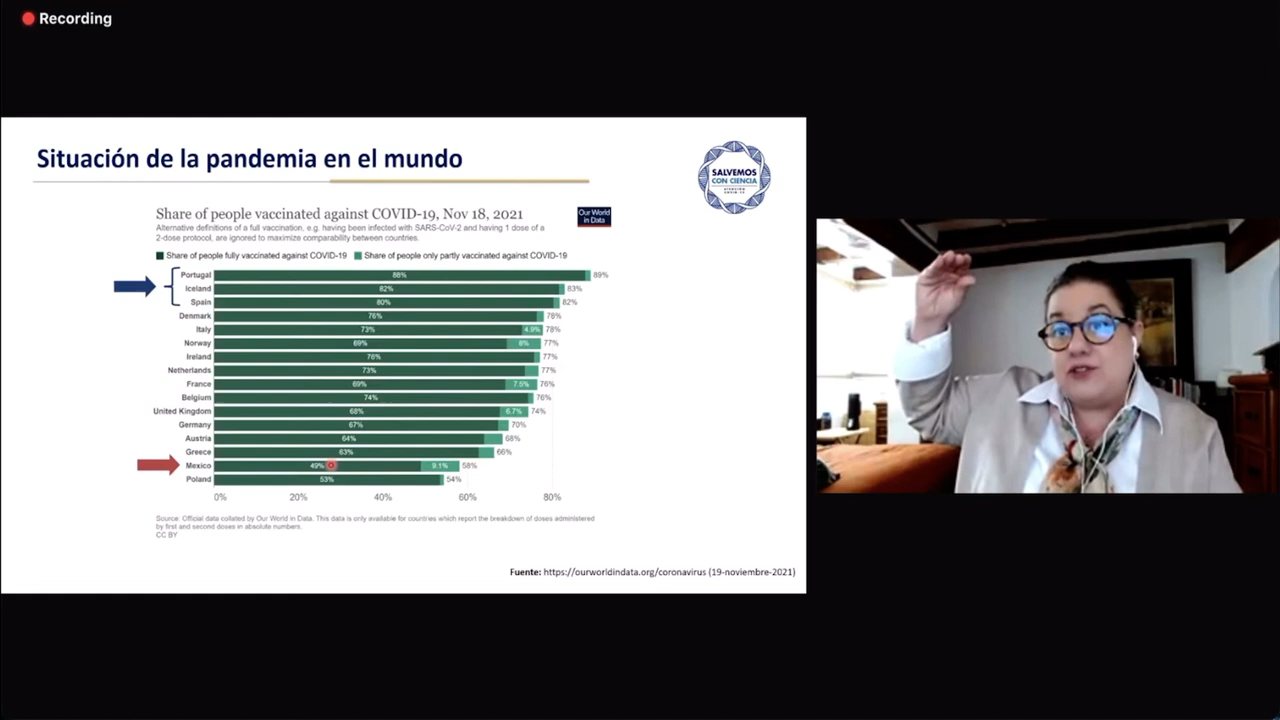 Recording
Situación de la pandemia en el mundo
SALVEMOS
CON CIENCIA
ATENCIÓN
COVID-19
Share of people vaccinated against COVID-19, Nov 18, 2021
Our World
in Data
Alternative definitions of a full vaccination, e.g. having been infected with SARS-CoV-2 and having 1 dose of a
2-dose protocol, are ignored to maximize comparability between countries.
Share of people fully vaccinated against COVID-19 Share of people only partly vaccinated against COVID-19
Portugal 88% 89%
Iceland 82% 83%
Spain 80% 82%
Denmark 76% 78%
Italy 73% 4.9% 78%
Norway 69% 8% 77%
Ireland 76% 77%
Netherlands 73% 77%
France 69% 7.5% 76%
Belgium 74% 76%
United Kingdom 68% 6.7% 74%
Germany 67% 70%
Austria 64% 68%
Greece 63% 66%
Mexico 49% 9.1% 58%
Poland 53% 54%
0% 20% 40% 60% 80%
Source: Official data collated by Our World in Data. This data is only available for countries which report the breakdown of doses administered
by first and second doses in absolute numbers.
CC BY
Fuente: https://ourworldindata.org/coronavirus (19-noviembre-2021)